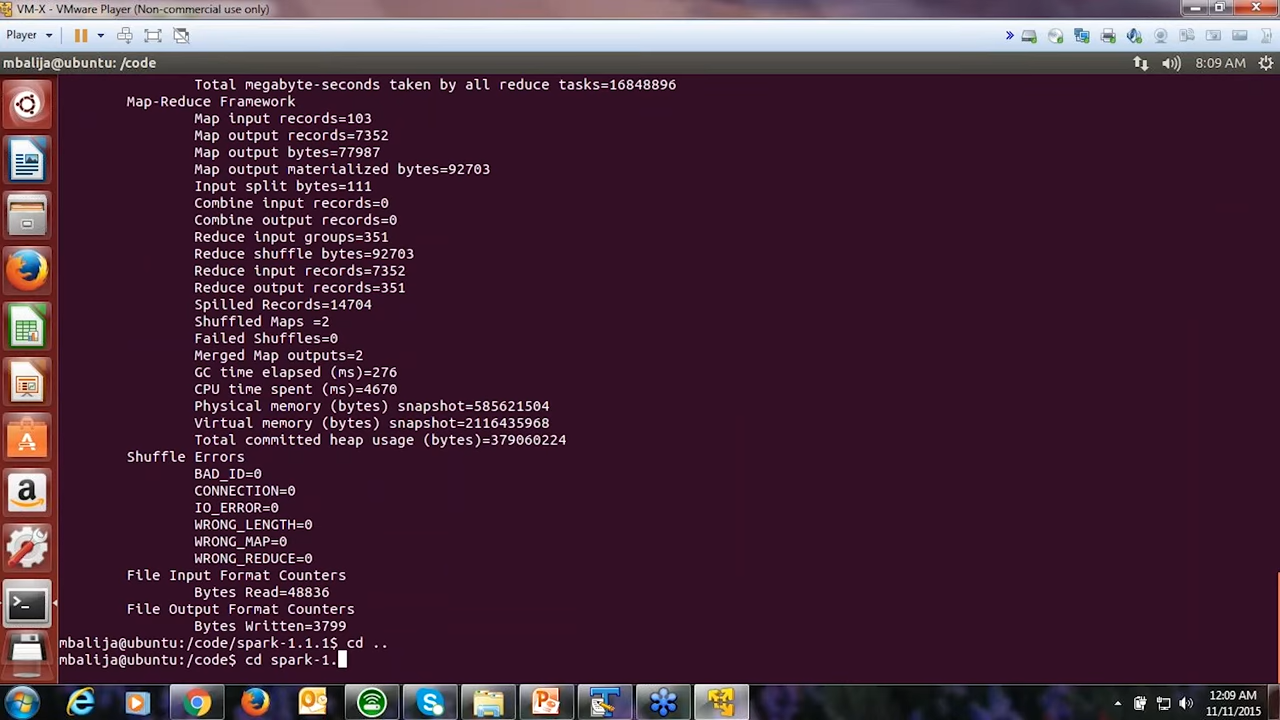 VM-X - VMware Player (Non-commercial use only)
Player
mbalija@ubuntu: /code
8:09 AM
Total megabyte-seconds taken by all reduce tasks=16848896
Map-Reduce Framework
Map input records=103
Map output records=7352
Map output bytes=77987
Map output materialized bytes=92703
Input split bytes=111
Combine input records=0
Combine output records=0
Reduce input groups=351
Reduce shuffle bytes=92703
Reduce input records=7352
Reduce output records=351
Spilled Records=14704
Shuffled Maps =2
Failed Shuffles=0
Merged Map outputs=2
GC time elapsed (ms)=276
CPU time spent (ms)=4670
Physical memory (bytes) snapshot=585621504
Virtual memory (bytes) snapshot=2116435968
Total committed heap usage (bytes)=379060224
Shuffle Errors
BAD_ID=0
CONNECTION=0
IO_ERROR=0
WRONG_LENGTH=0
WRONG_MAP=0
WRONG_REDUCE=0
File Input Format Counters
Bytes Read=48836
File Output Format Counters
Bytes Written=3799
mbalija@ubuntu:/code/spark-1.1.1$ cd ..
mbalija@ubuntu:/code$ cd spark-1.
12:09 AM
11/11/2015